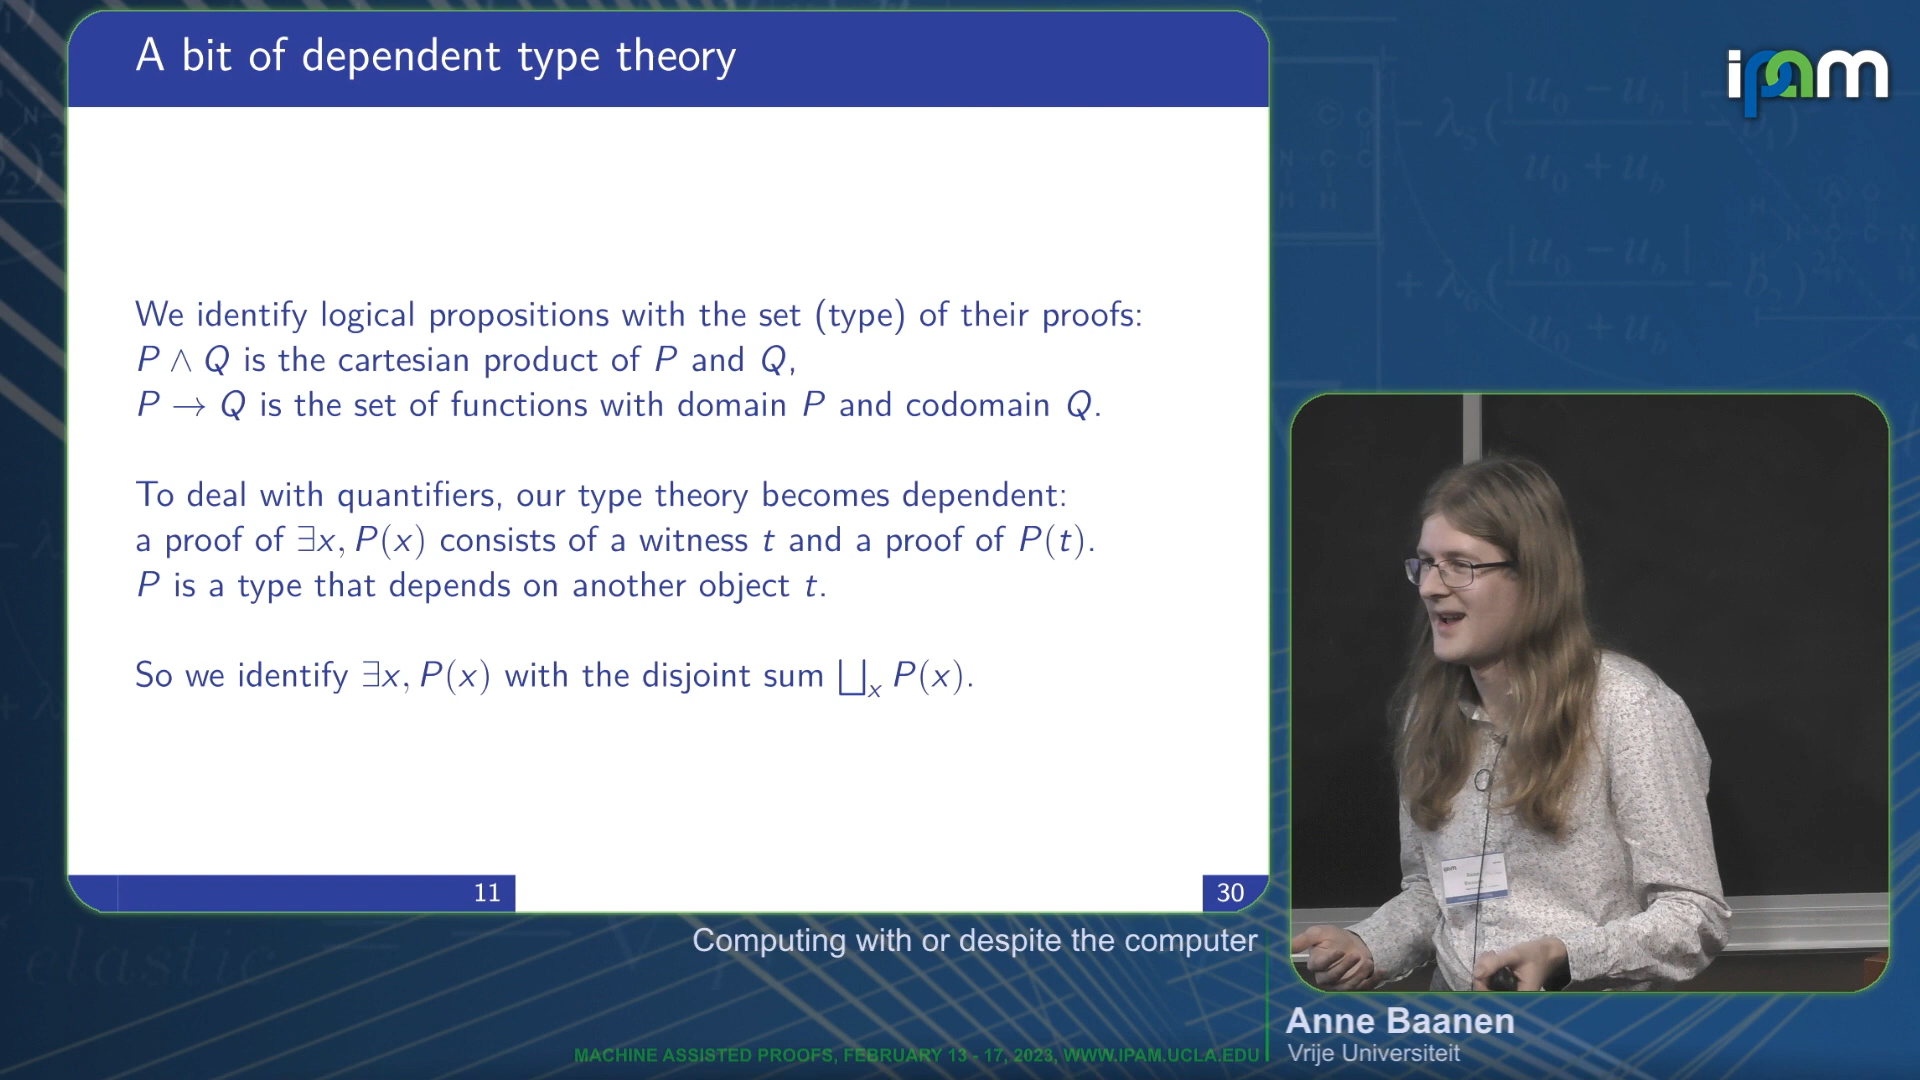 A bit of dependent type theory
ipam
We identify logical propositions with the set (type) of their proofs:
P ∧ Q is the cartesian product of P and Q,
P → Q is the set of functions with domain P and codomain Q.
To deal with quantifiers, our type theory becomes dependent:
a proof of ∃x, P(x) consists of a witness t and a proof of P(t).
P is a type that depends on another object t.
So we identify ∃x, P(x) with the disjoint sum ⨆ₓ P(x).
11
30
Computing with or despite the computer
Anne Baanen
Vrije Universiteit
MACHINE ASSISTED PROOFS, FEBRUARY 13 - 17, 2023, WWW.IPAM.UCLA.EDU
elastic